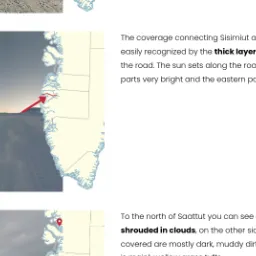 The coverage connecting Sisimiut a
easily recognized by the thick layer
the road. The sun sets along the roa
parts very bright and the eastern pa
To the north of Saattut you can see
shrouded in clouds, on the other sid
covered are mostly dark, muddy dir